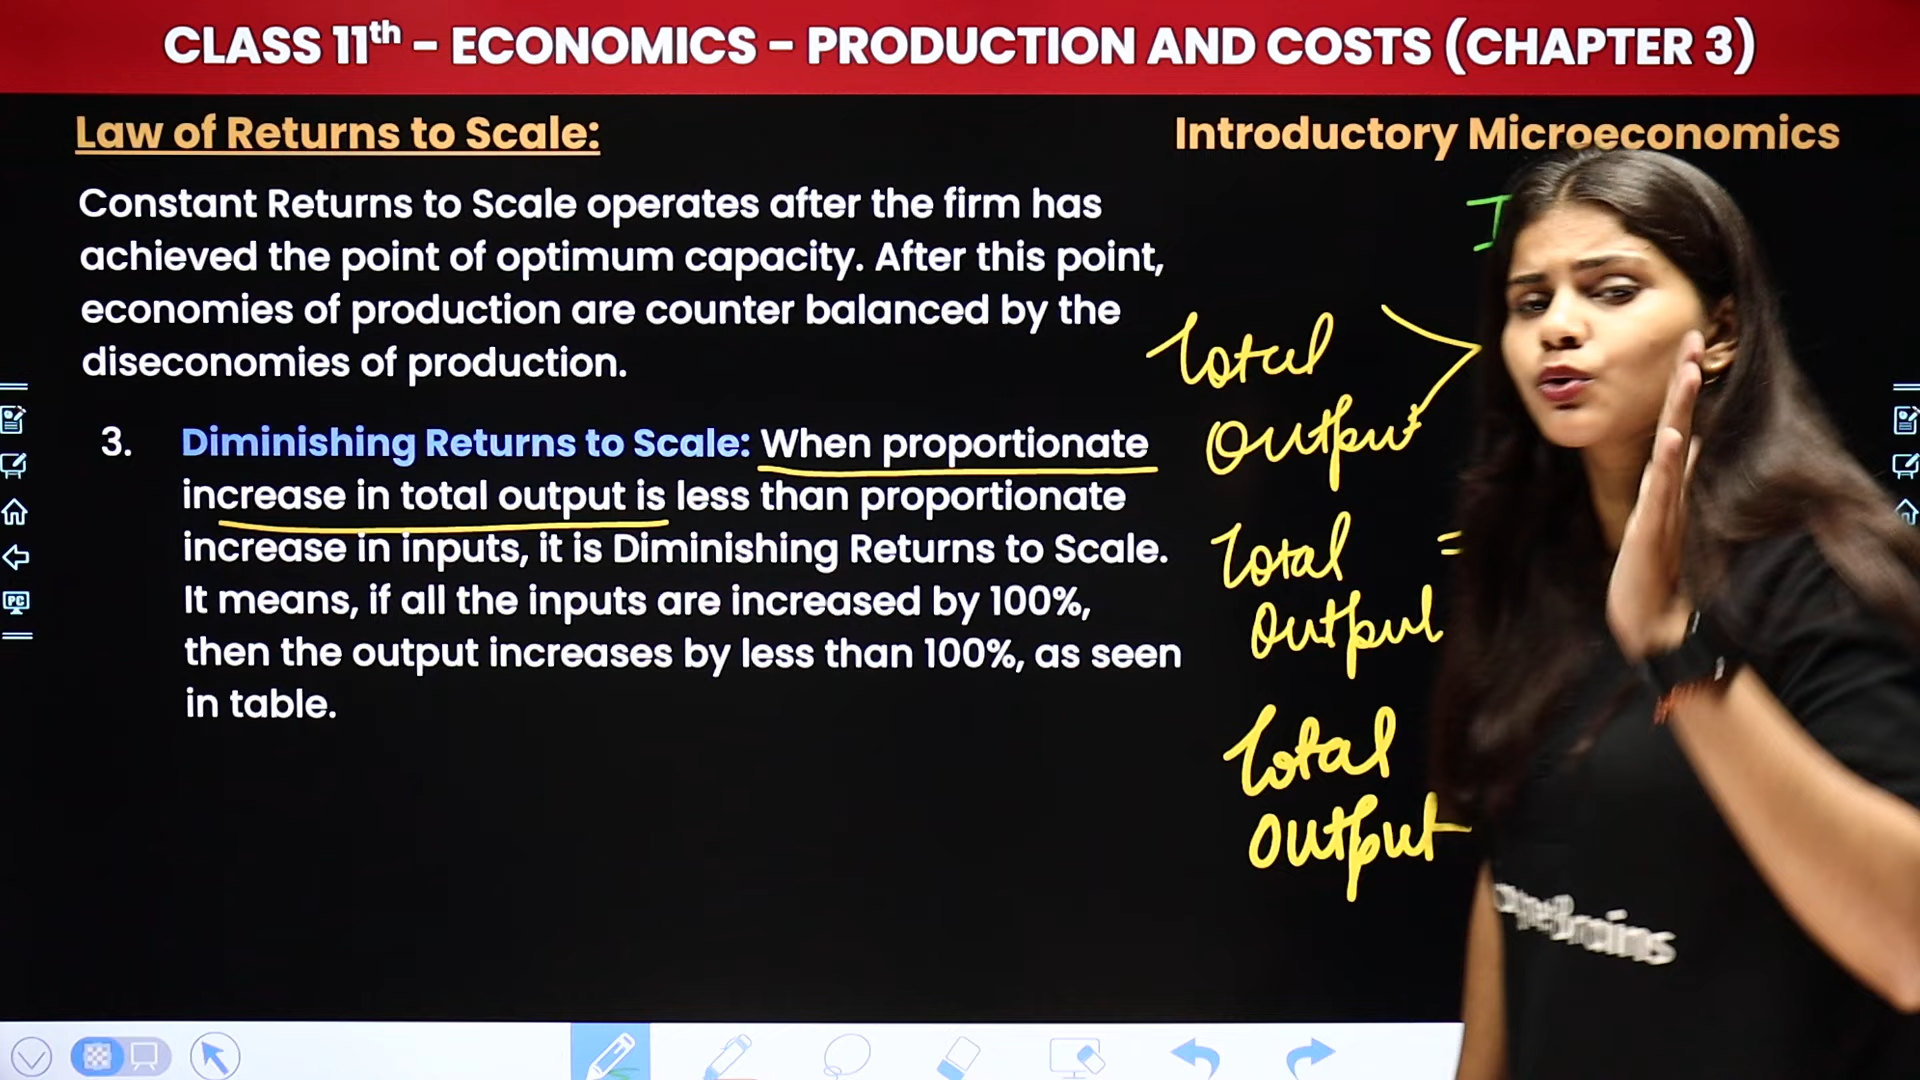 CLASS 11th - ECONOMICS - PRODUCTION AND COSTS (CHAPTER 3)
Law of Returns to Scale:
Introductory Microeconomics
Constant Returns to Scale operates after the firm has
achieved the point of optimum capacity. After this point,
economies of production are counter balanced by the
diseconomies of production.
3. Diminishing Returns to Scale: When proportionate
increase in total output is less than proportionate
increase in inputs, it is Diminishing Returns to Scale.
It means, if all the inputs are increased by 100%,
then the output increases by less than 100%, as seen
in table.
Total
Output >
Total
Output =
Total
Output
PC